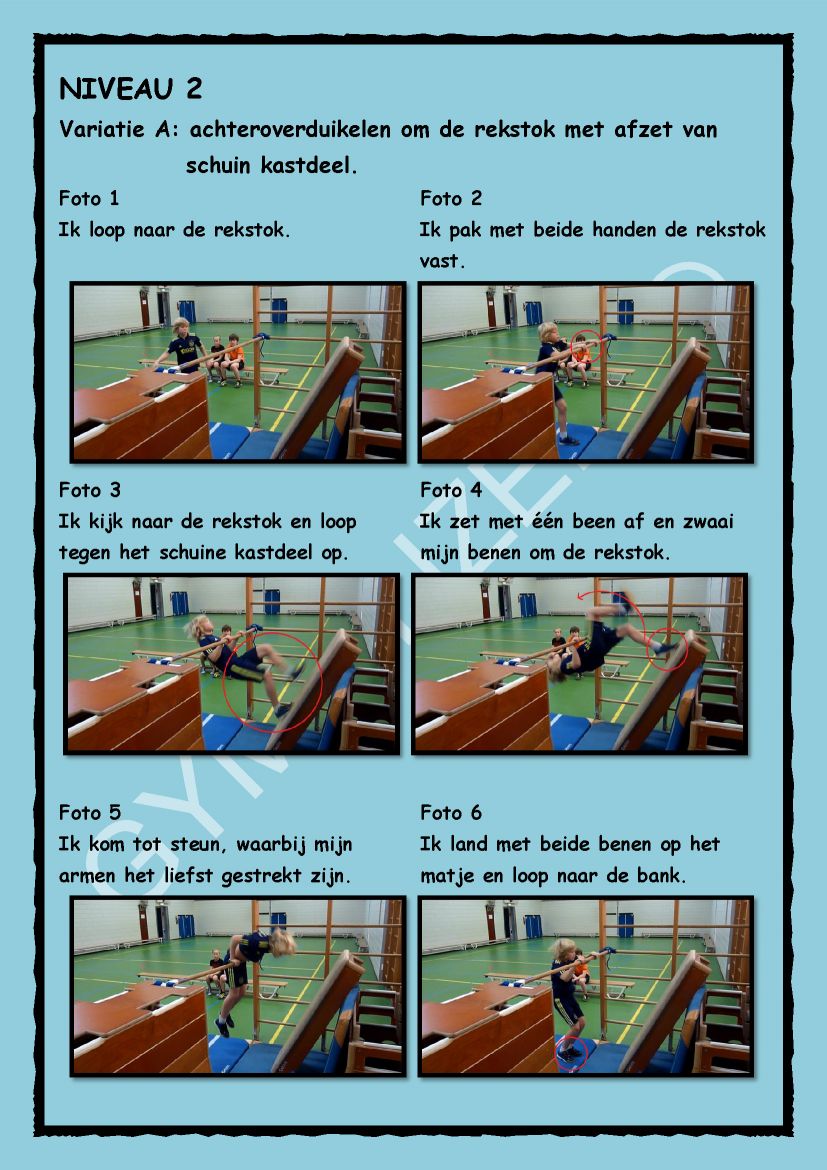 NIVEAU 2
Variatie A: achteroverduikelen om de rekstok met afzet van
schuin kastdeel.
Foto 1
Ik loop naar de rekstok.
Foto 2
Ik pak met beide handen de rekstok
vast.
Foto 3
Ik kijk naar de rekstok en loop
tegen het schuine kastdeel op.
Foto 4
Ik zet met één been af en zwaai
mijn benen om de rekstok.
Foto 5
Ik kom tot steun, waarbij mijn
armen het liefst gestrekt zijn.
Foto 6
Ik land met beide benen op het
matje en loop naar de bank.